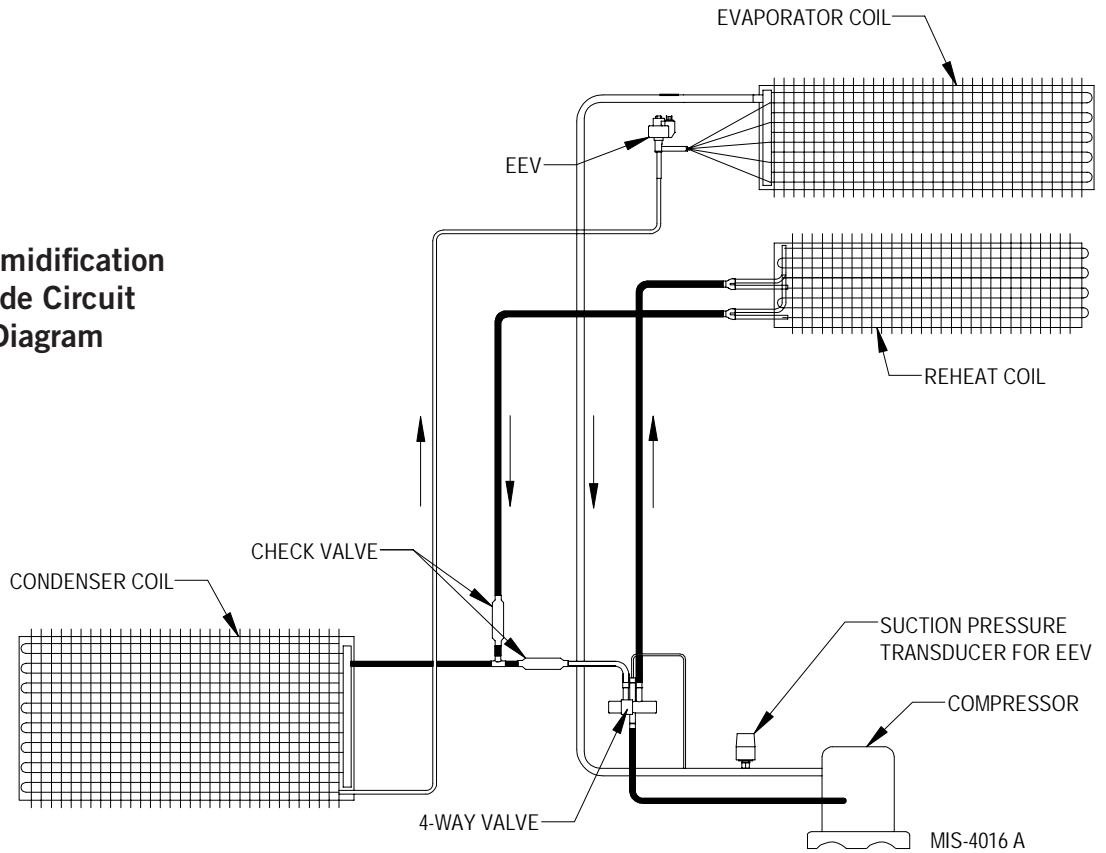 EVAPORATOR COIL
EEV
midification
de Circuit
Diagram
REHEAT COIL
CHECK VALVE
CONDENSER COIL
SUCTION PRESSURE
TRANSDUCER FOR EEV
COMPRESSOR
4-WAY VALVE
MIS-4016 A